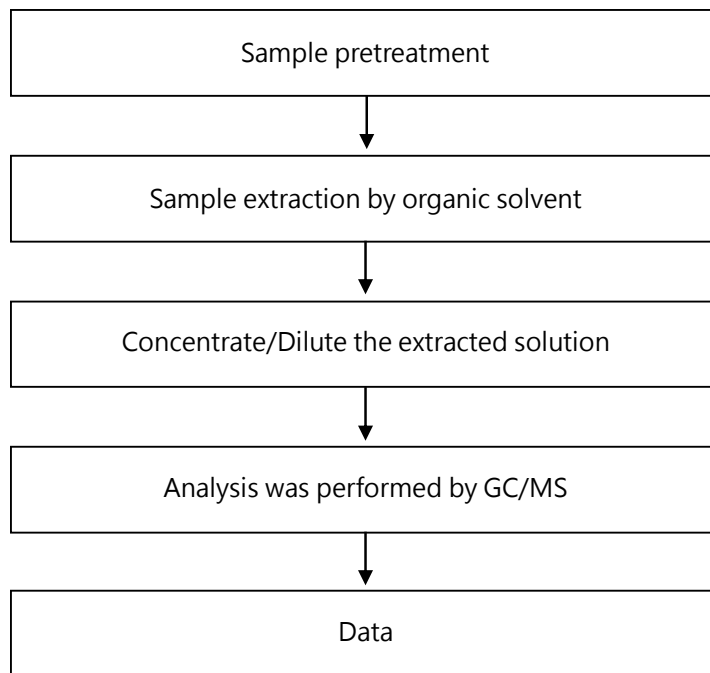 Sample pretreatment
Sample extraction by organic solvent
Concentrate/Dilute the extracted solution
Analysis was performed by GC/MS
Data